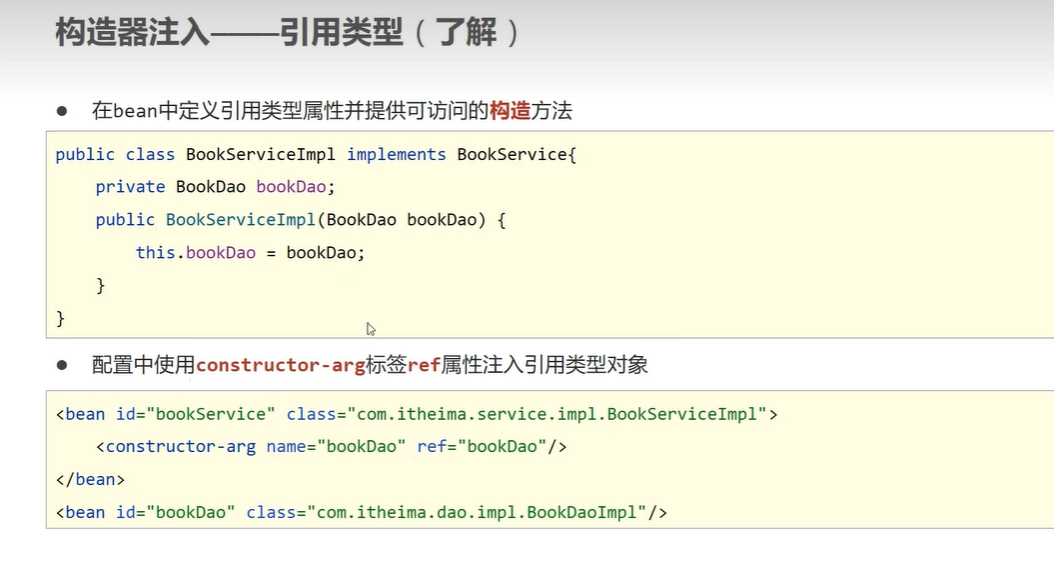 构造器注入——引用类型（了解）
● 在bean中定义引用类型属性并提供可访问的构造方法
public class BookServiceImpl implements BookService{
    private BookDao bookDao;
    public BookServiceImpl(BookDao bookDao) {
        this.bookDao = bookDao;
    }
}
● 配置中使用constructor-arg标签ref属性注入引用类型对象
<bean id="bookService" class="com.itheima.service.impl.BookServiceImpl">
    <constructor-arg name="bookDao" ref="bookDao"/>
</bean>
<bean id="bookDao" class="com.itheima.dao.impl.BookDaoImpl"/>